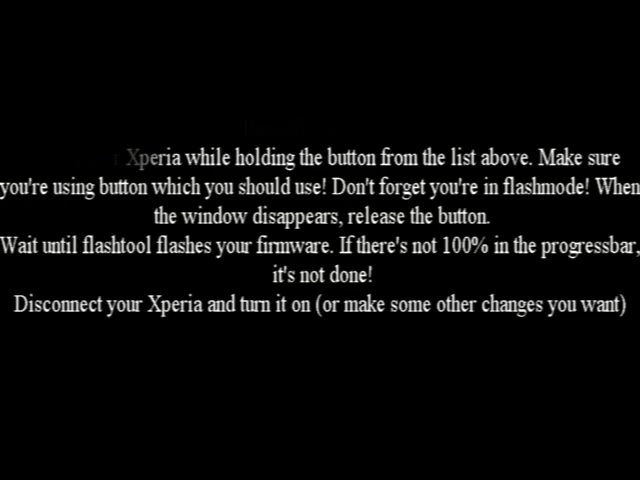 Xperia while holding the button from the list above. Make sure
you're using button which you should use! Don't forget you're in flashmode! When
the window disappears, release the button.
Wait until flashtool flashes your firmware. If there's not 100% in the progressbar,
it's not done!
Disconnect your Xperia and turn it on (or make some other changes you want)